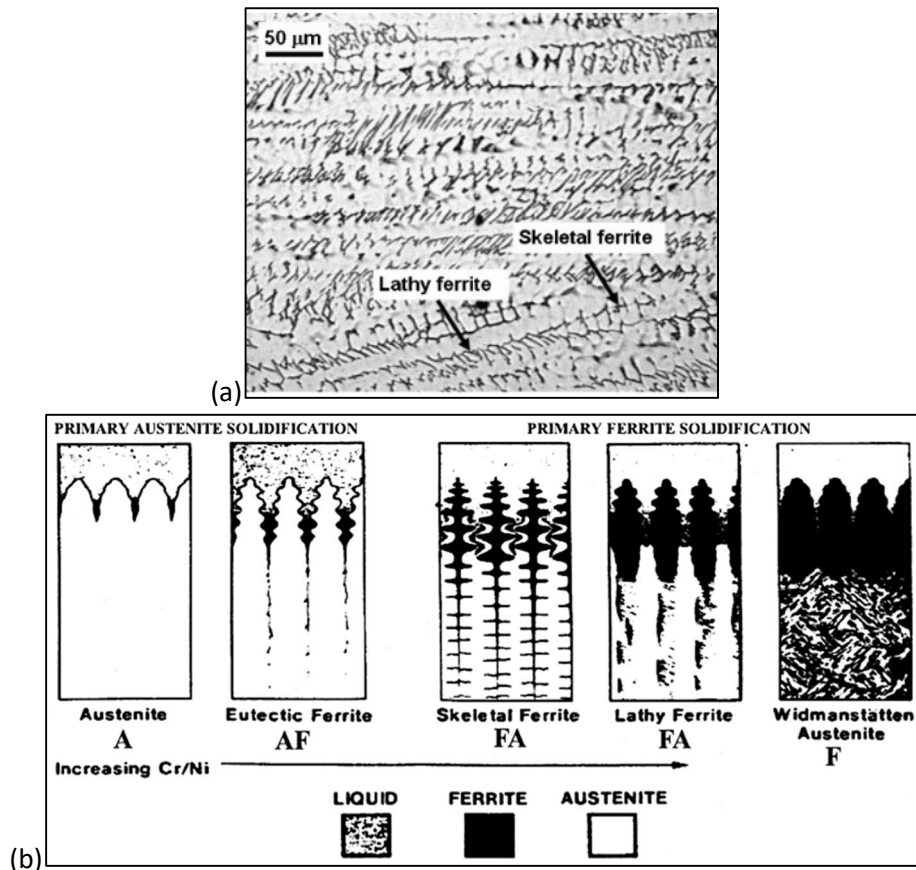 50 μm
Skeletal ferrite
Lathy ferrite
(a)
PRIMARY AUSTENITE SOLIDIFICATION
PRIMARY FERRITE SOLIDIFICATION
Austenite
Eutectic Ferrite
Skeletal Ferrite
Lathy Ferrite
Widmanstätten
Austenite
A
AF
FA
FA
F
Increasing Cr/Ni
LIQUID
FERRITE
AUSTENITE
(b)